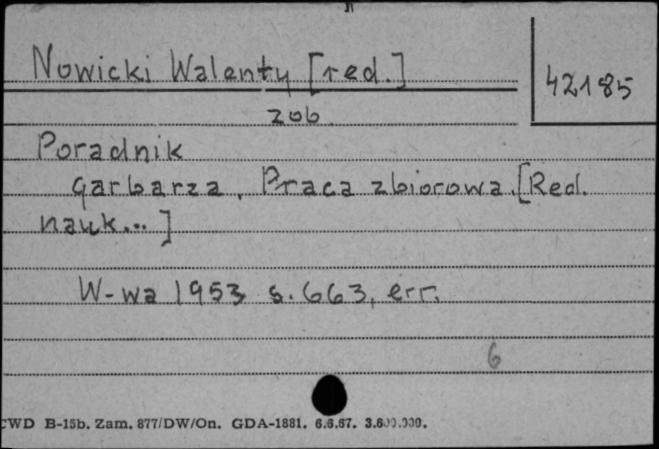 Nowicki Walenty [red.]
42185
zob.
Poradnik
garbarza. Praca zbiorowa. [Red.
nauk...]
W-wa 1953 s. 663, err.
6
CWD B-15b. Zam. 877/DW/On. GDA-1881. 6.6.67.